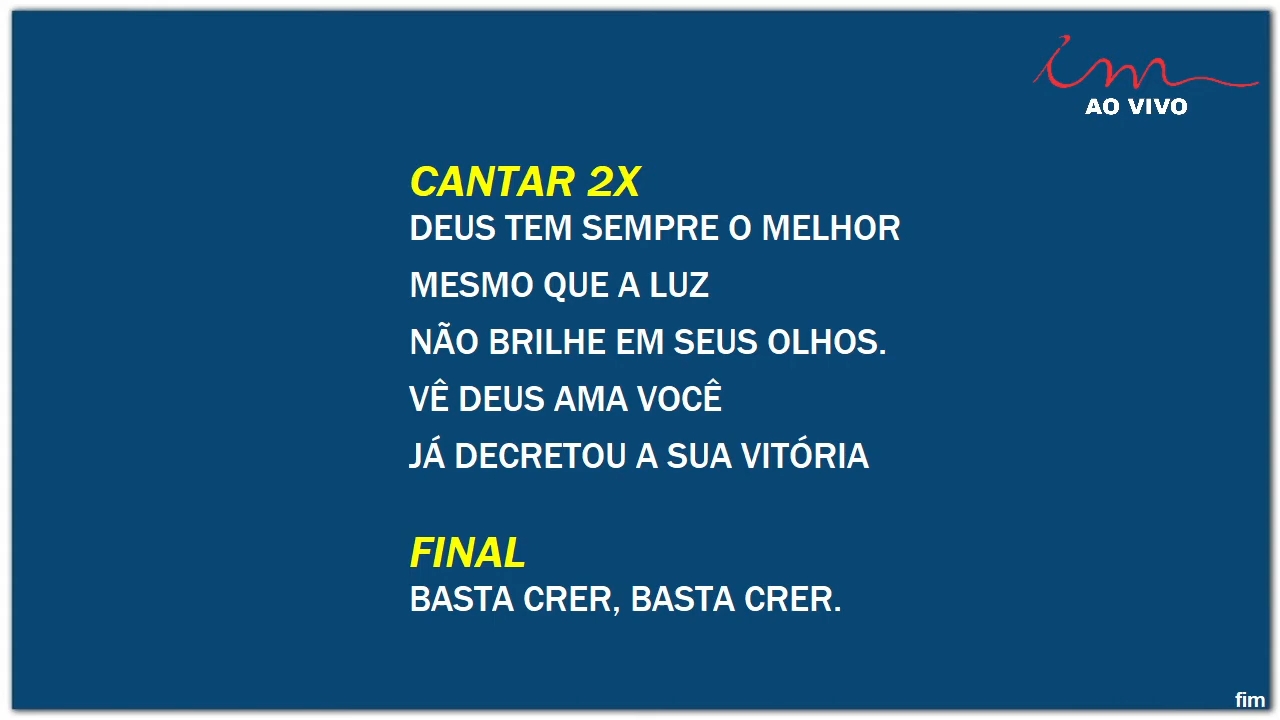 im
AO VIVO
CANTAR 2X
DEUS TEM SEMPRE O MELHOR
MESMO QUE A LUZ
NÃO BRILHE EM SEUS OLHOS.
VÊ DEUS AMA VOCÊ
JÁ DECRETOU A SUA VITÓRIA
FINAL
BASTA CRER, BASTA CRER.
fim